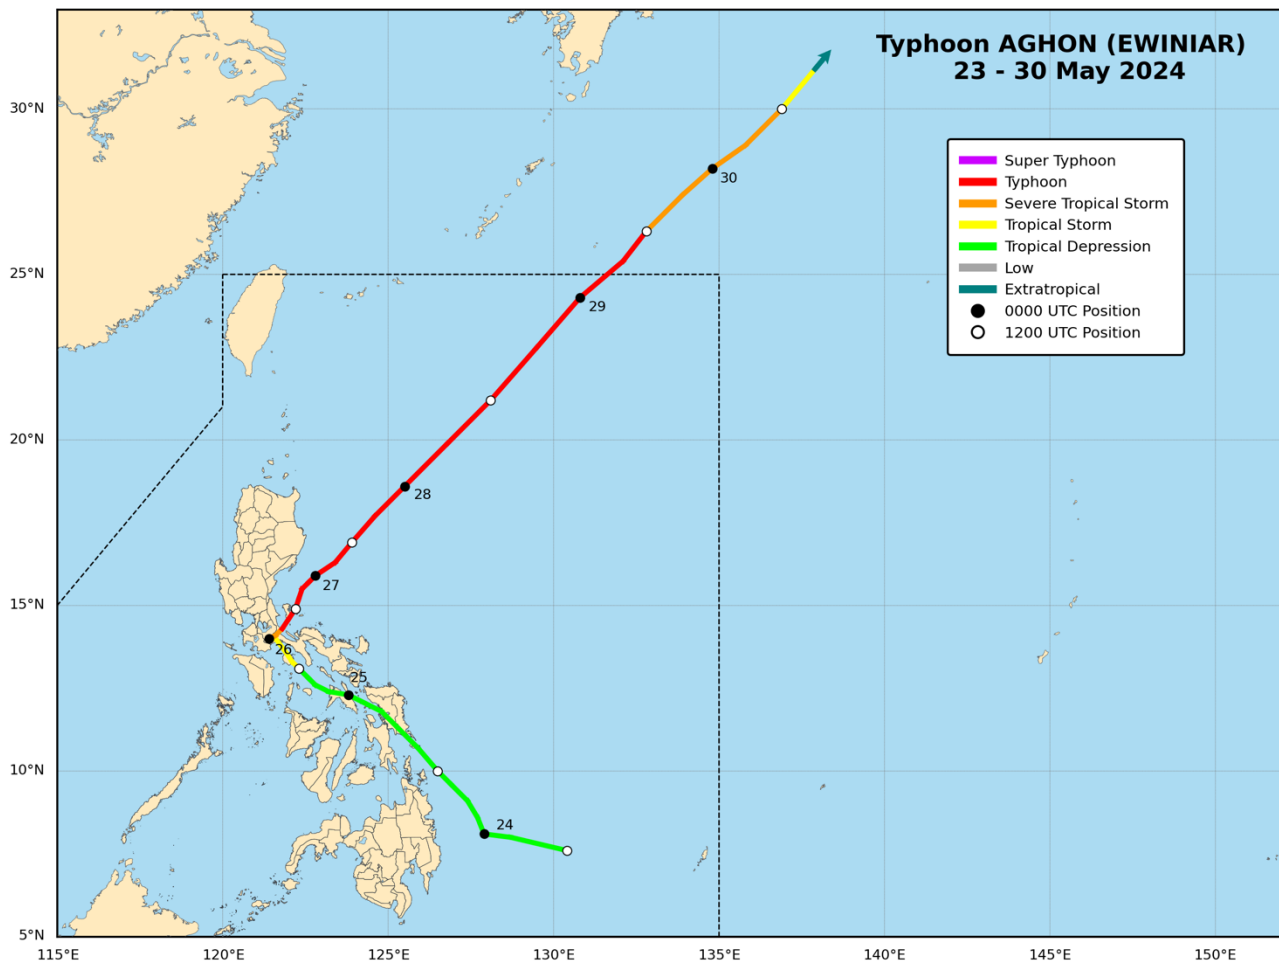 Typhoon AGHON (EWINIAR)
23 - 30 May 2024
Super Typhoon
Typhoon
Severe Tropical Storm
Tropical Storm
Tropical Depression
Low
Extratropical
0000 UTC Position
1200 UTC Position
30°N
25°N
20°N
15°N
10°N
5°N
30
29
28
27
26
25
24
115°E
120°E
125°E
130°E
135°E
140°E
145°E
150°E